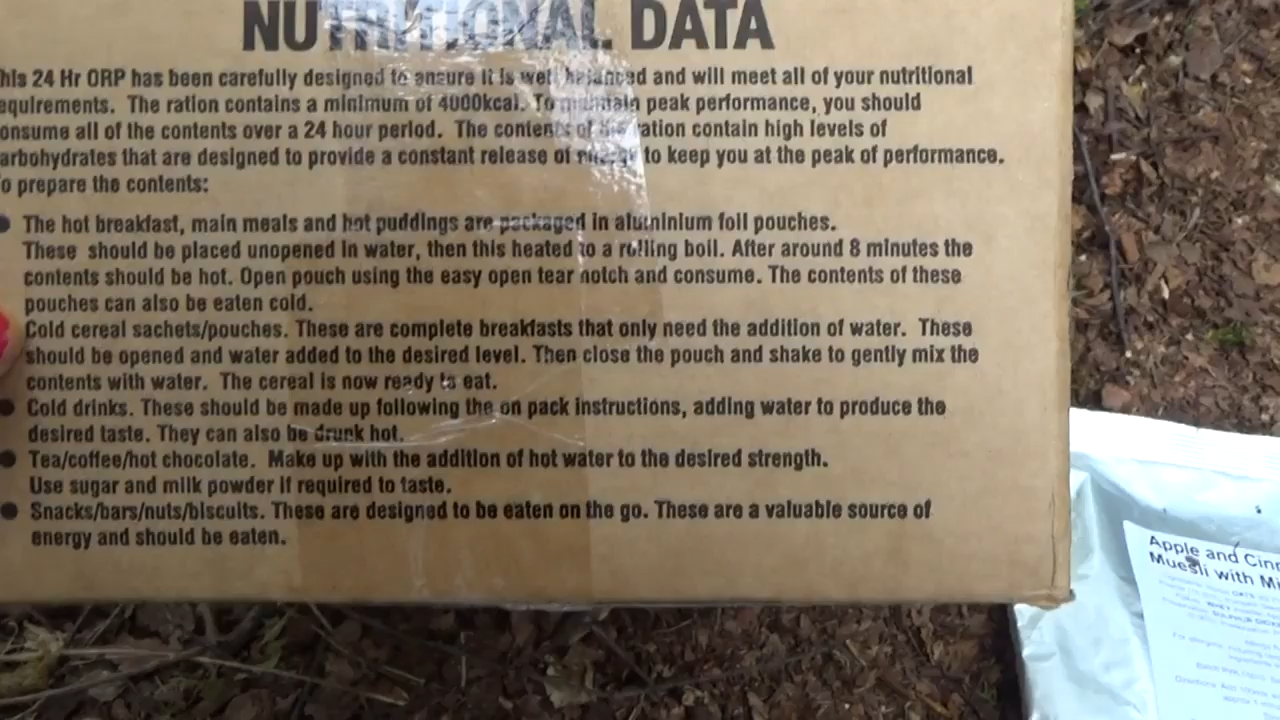 NUTRITIONAL DATA
his 24 Hr ORP has been carefully designed to ensure it is well balanced and will meet all of your nutritional
equirements. The ration contains a minimum of 4000kcal. To maintain peak performance, you should
onsume all of the contents over a 24 hour period. The contents of the ration contain high levels of
arbohydrates that are designed to provide a constant release of energy to keep you at the peak of performance.
o prepare the contents:
● The hot breakfast, main meals and hot puddings are packaged in aluminium foil pouches.
These should be placed unopened in water, then this heated to a rolling boil. After around 8 minutes the
contents should be hot. Open pouch using the easy open tear notch and consume. The contents of these
pouches can also be eaten cold.
Cold cereal sachets/pouches. These are complete breakfasts that only need the addition of water. These
should be opened and water added to the desired level. Then close the pouch and shake to gently mix the
contents with water. The cereal is now ready to eat.
● Cold drinks. These should be made up following the on pack instructions, adding water to produce the
desired taste. They can also be drunk hot.
● Tea/coffee/hot chocolate. Make up with the addition of hot water to the desired strength.
Use sugar and milk powder if required to taste.
● Snacks/bars/nuts/biscuits. These are designed to be eaten on the go. These are a valuable source of
energy and should be eaten.
Apple and Cinn
Muesli with Mi